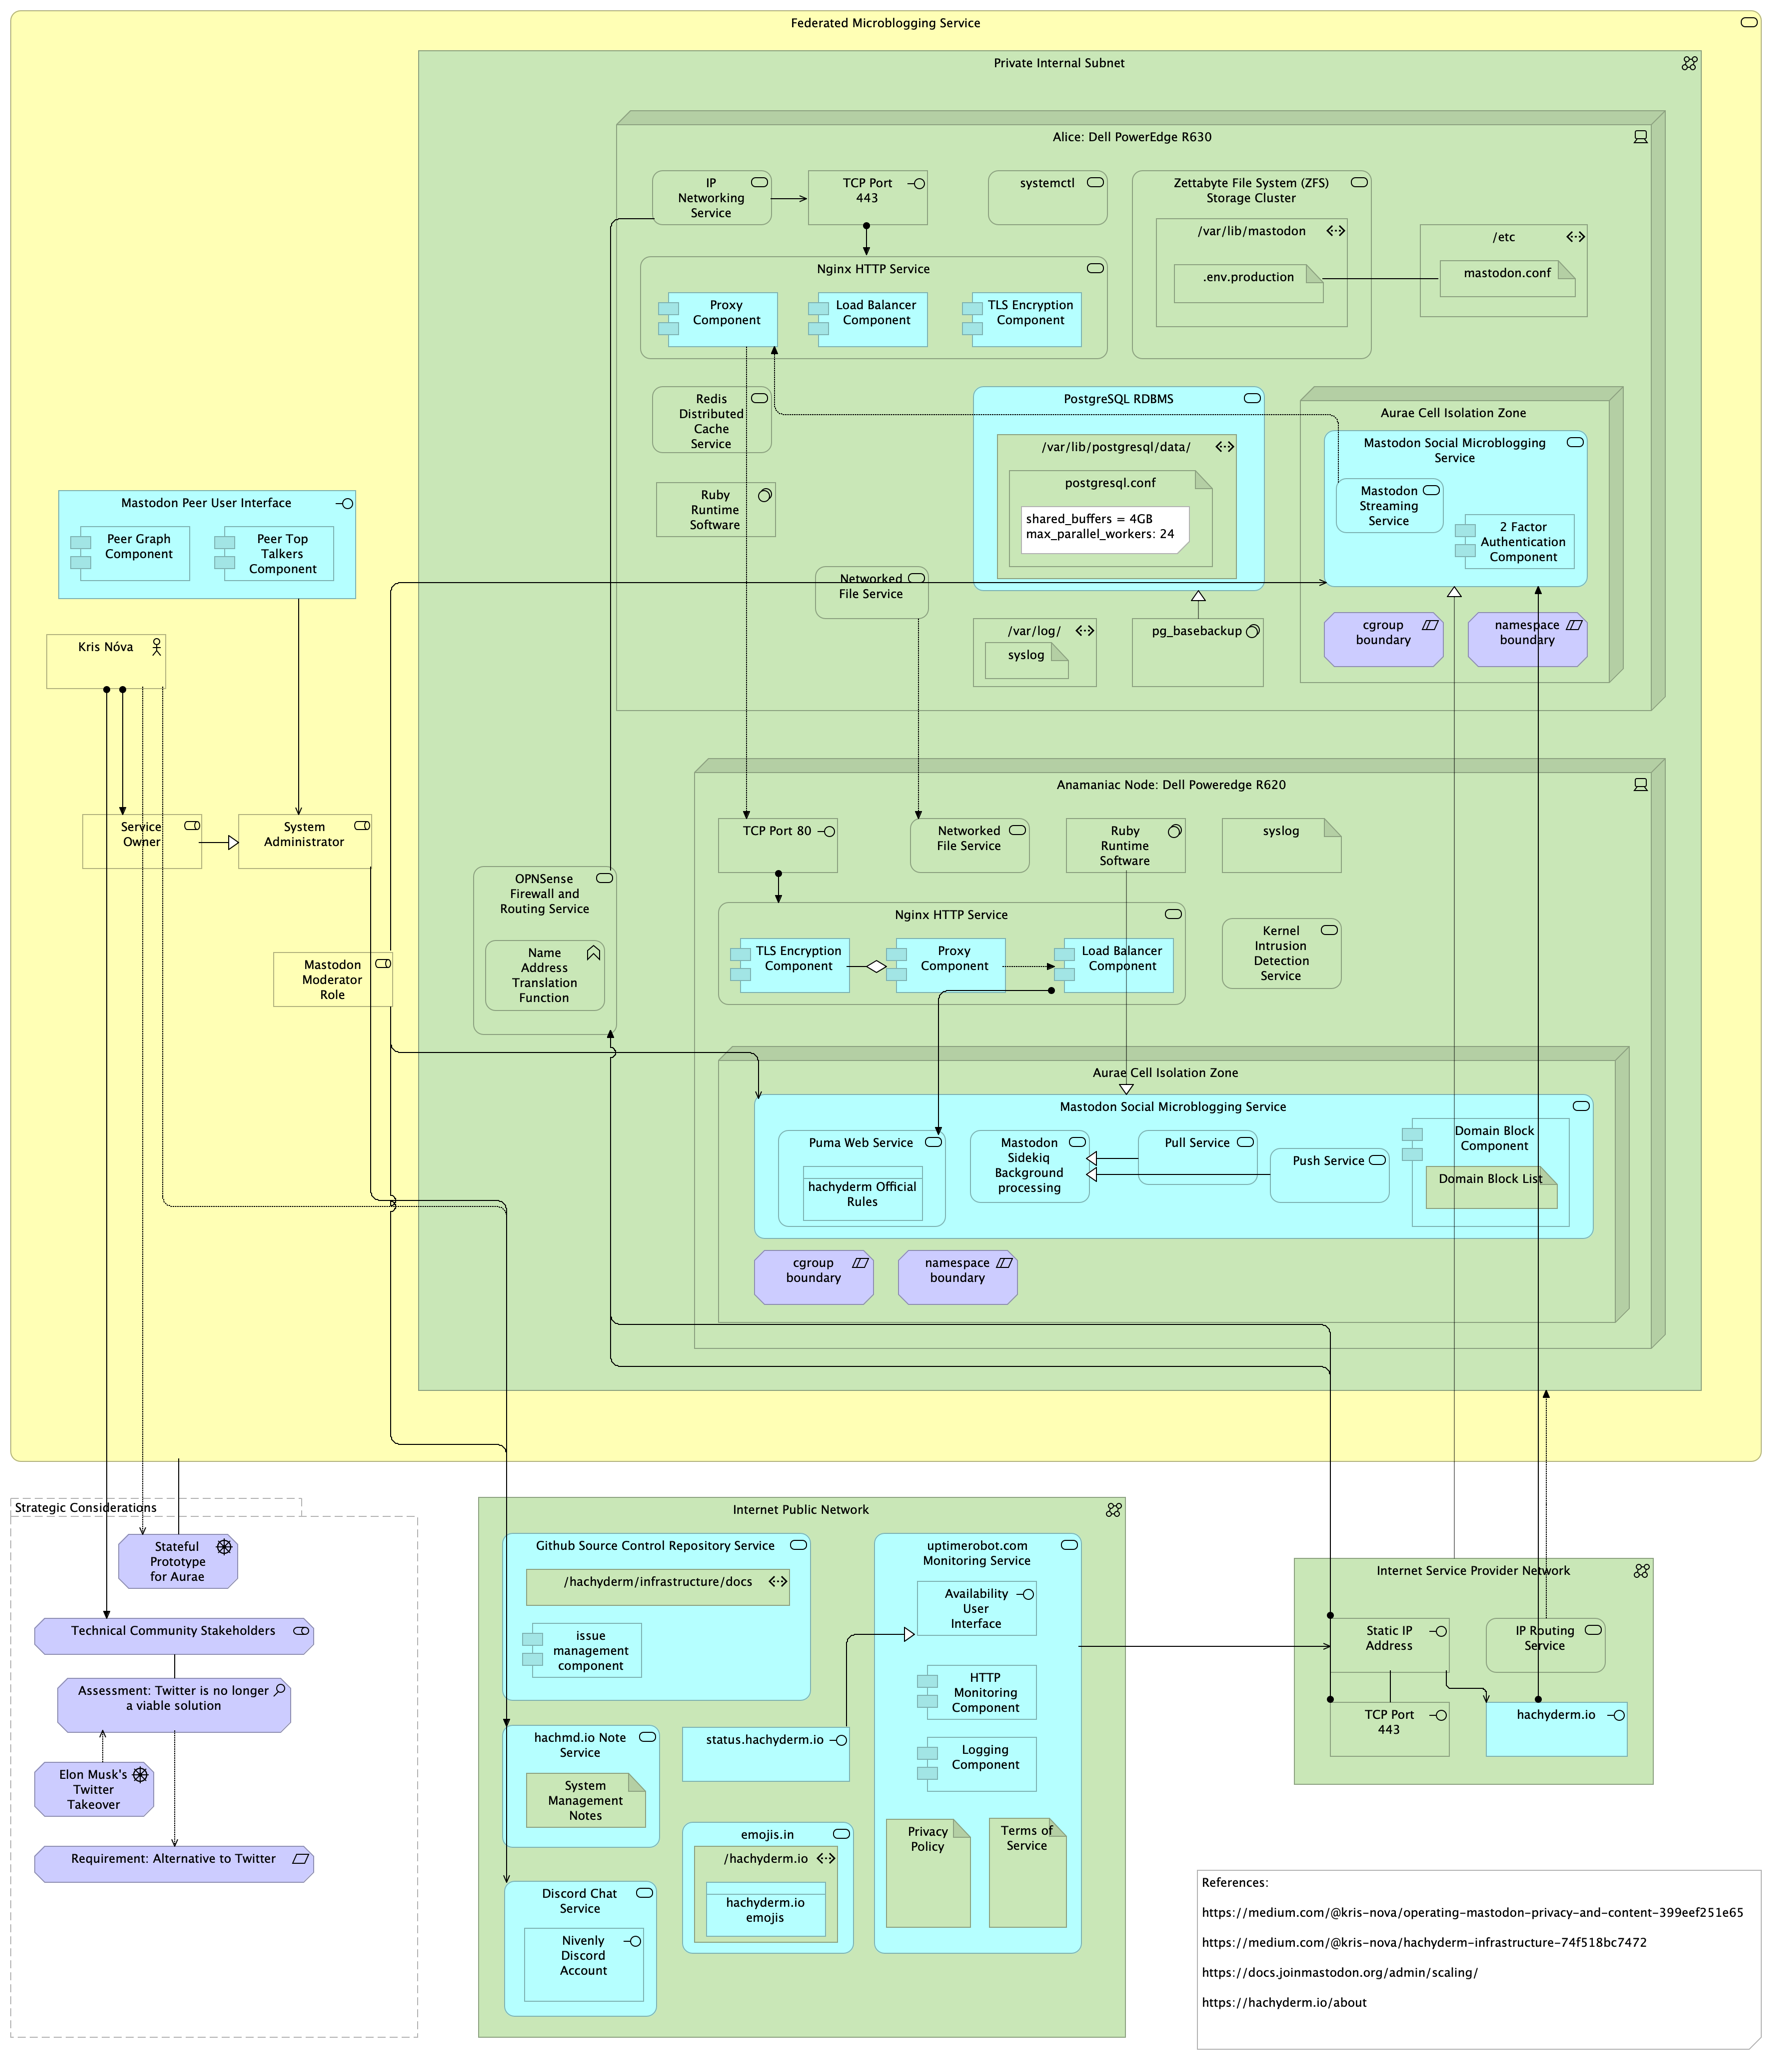 Federated Microblogging Service
Private Internal Subnet
Alice: Dell PowerEdge R630
IP
Networking
Service
TCP Port
443
systemctl
Zettabyte File System (ZFS)
Storage Cluster
/var/lib/mastodon
.env.production
/etc
mastodon.conf
Nginx HTTP Service
Proxy
Component
Load Balancer
Component
TLS Encryption
Component
Redis
Distributed
Cache
Service
PostgreSQL RDBMS
/var/lib/postgresql/data/
postgresql.conf
shared_buffers = 4GB
max_parallel_workers: 24
Aurae Cell Isolation Zone
Mastodon Social Microblogging
Service
Mastodon
Streaming
Service
2 Factor
Authentication
Component
Ruby
Runtime
Software
Networked
File Service
/var/log/
syslog
pg_basebackup
cgroup
boundary
namespace
boundary
Mastodon Peer User Interface
Peer Graph
Component
Peer Top
Talkers
Component
Kris Nóva
Service
Owner
System
Administrator
Mastodon
Moderator
Role
OPNSense
Firewall and
Routing Service
Name
Address
Translation
Function
Anamaniac Node: Dell Poweredge R620
TCP Port 80
Networked
File Service
Ruby
Runtime
Software
syslog
Nginx HTTP Service
TLS Encryption
Component
Proxy
Component
Load Balancer
Component
Kernel
Intrusion
Detection
Service
Aurae Cell Isolation Zone
Mastodon Social Microblogging Service
Puma Web Service
hachyderm Official
Rules
Mastodon
Sidekiq
Background
processing
Pull Service
Push Service
Domain Block
Component
Domain Block List
cgroup
boundary
namespace
boundary
Strategic Considerations
Stateful
Prototype
for Aurae
Technical Community Stakeholders
Assessment: Twitter is no longer
a viable solution
Elon Musk's
Twitter
Takeover
Requirement: Alternative to Twitter
Internet Public Network
Github Source Control Repository Service
/hachyderm/infrastructure/docs
issue
management
component
hachmd.io Note
Service
System
Management
Notes
Discord Chat
Service
Nivenly
Discord
Account
status.hachyderm.io
emojis.in
/hachyderm.io
hachyderm.io
emojis
uptimerobot.com
Monitoring Service
Availability
User
Interface
HTTP
Monitoring
Component
Logging
Component
Privacy
Policy
Terms of
Service
Internet Service Provider Network
Static IP
Address
IP Routing
Service
TCP Port
443
hachyderm.io
References:
https://medium.com/@kris-nova/operating-mastodon-privacy-and-content-399eef251e65
https://medium.com/@kris-nova/hachyderm-infrastructure-74f518bc7472
https://docs.joinmastodon.org/admin/scaling/
https://hachyderm.io/about